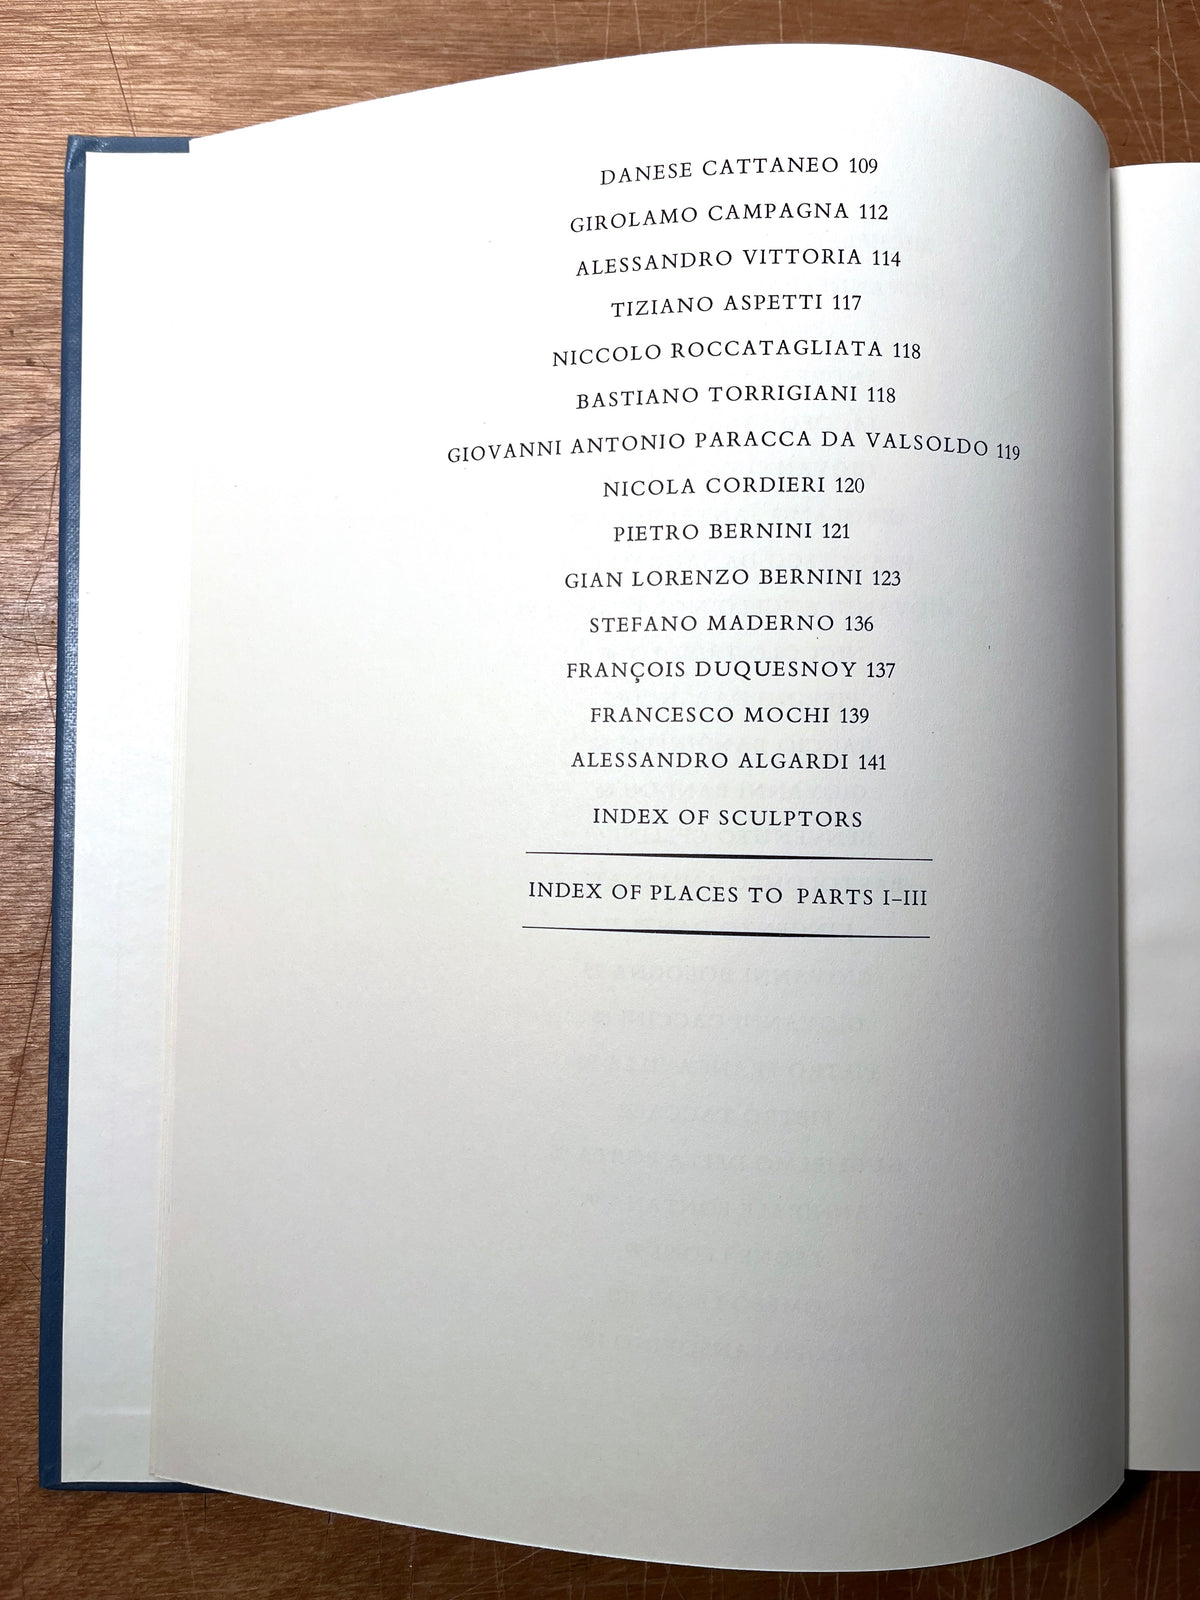 DANESE CATTANEO 109
GIROLAMO CAMPAGNA 112
ALESSANDRO VITTORIA 114
TIZIANO ASPETTI 117
NICCOLO ROCCATAGLIATA 118
BASTIANO TORRIGIANI 118
GIOVANNI ANTONIO PARACCA DA VALSOLDO 119
NICOLA CORDIERI 120
PIETRO BERNINI 121
GIAN LORENZO BERNINI 123
STEFANO MADERNO 136
FRANÇOIS DUQUESNOY 137
FRANCESCO MOCHI 139
ALESSANDRO ALGARDI 141
INDEX OF SCULPTORS
INDEX OF PLACES TO PARTS I–III